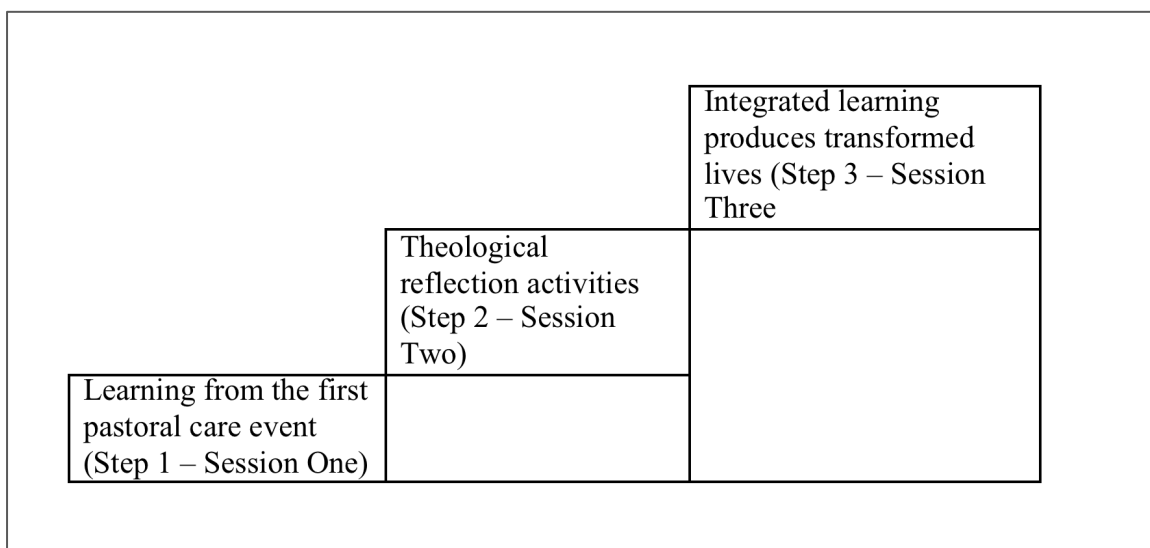 Integrated learning
produces transformed
lives (Step 3 – Session
Three
Theological
reflection activities
(Step 2 – Session
Two)
Learning from the first
pastoral care event
(Step 1 – Session One)